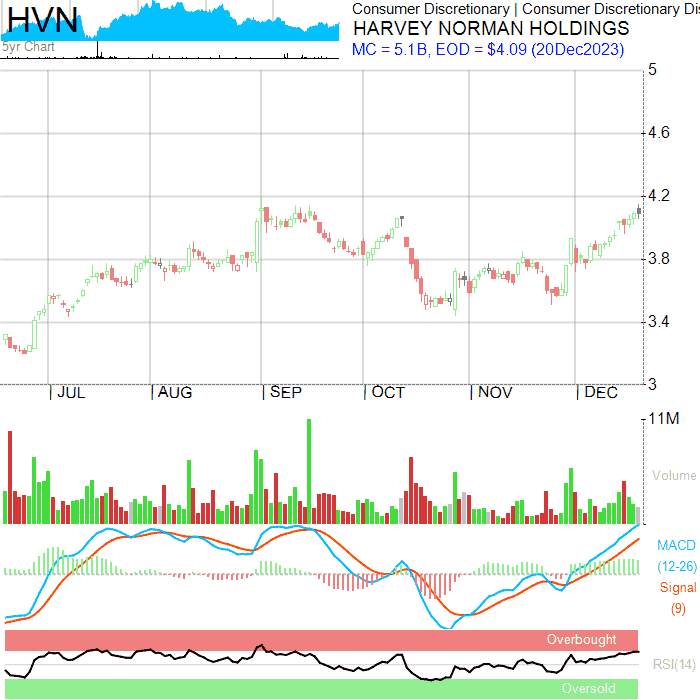 HVN
5yr Chart
Consumer Discretionary | Consumer Discretionary Dis
HARVEY NORMAN HOLDINGS
MC = 5.1B, EOD = $4.09 (20Dec2023)
5
4.6
4.2
3.8
3.4
3
JUL
AUG
SEP
OCT
NOV
DEC
11M
Volume
MACD
(12-26)
Signal
(9)
Overbought
RSI(14)
Oversold